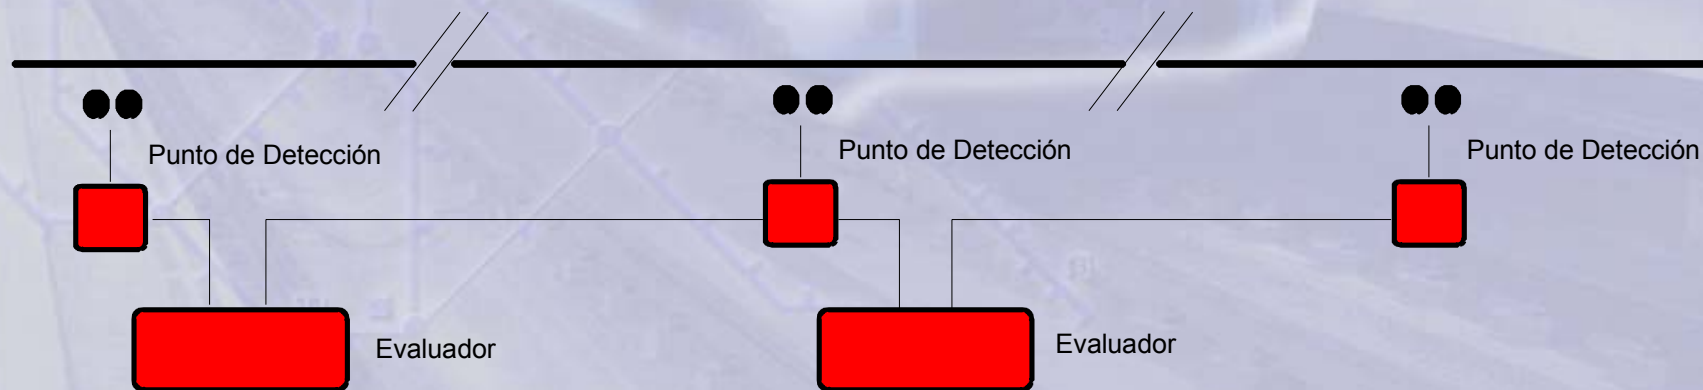 Punto de Detección
Punto de Detección
Punto de Detección
Evaluador
Evaluador